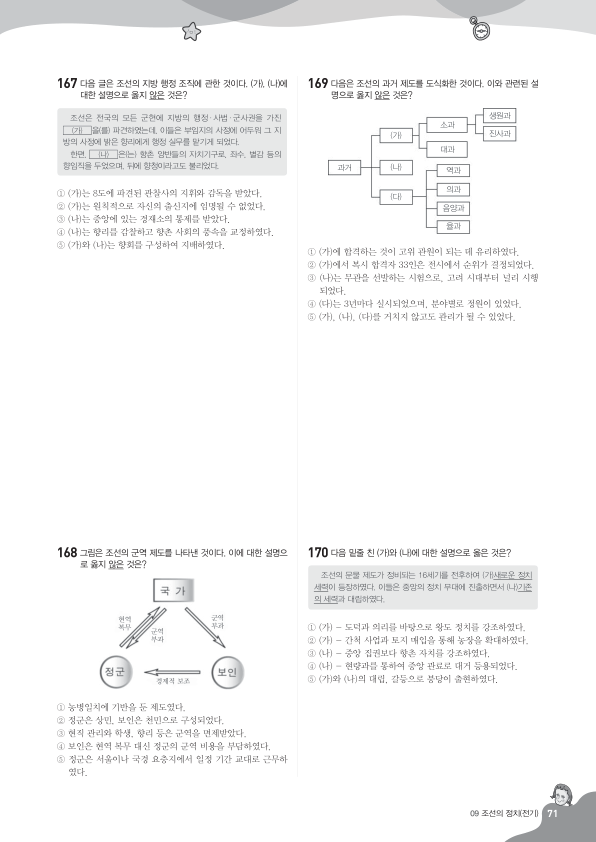 167 다음 글은 조선의 지방 행정 조직에 관한 것이다. (가), (나)에
대한 설명으로 옳지 않은 것은?
조선은 전국의 모든 군현에 지방의 행정·사법·군사권을 가진
(가) 을(를) 파견하였는데, 이들은 부임지의 사정에 어두워 그 지
방의 사정에 밝은 향리에게 행정 실무를 맡기게 되었다.
한편, (나) 은(는) 향촌 양반들의 자치기구로, 좌수, 별감 등의
향임직을 두었으며, 뒤에 향청이라고도 불리었다.
① (가)는 8도에 파견된 관찰사의 지휘와 감독을 받았다.
② (가)는 원칙적으로 자신의 출신지에 임명될 수 없었다.
③ (나)는 중앙에 있는 경재소의 통제를 받았다.
④ (나)는 향리를 감찰하고 향촌 사회의 풍속을 교정하였다.
⑤ (가)와 (나)는 향회를 구성하여 지배하였다.
168 그림은 조선의 군역 제도를 나타낸 것이다. 이에 대한 설명으
로 옳지 않은 것은?
국 가
현역
복무
군역
부과
군역
부과
정군
보인
경제적 보조
① 농병일치에 기반을 둔 제도였다.
② 정군은 상민, 보인은 천민으로 구성되었다.
③ 현직 관리와 학생, 향리 등은 군역을 면제받았다.
④ 보인은 현역 복무 대신 정군의 군역 비용을 부담하였다.
⑤ 정군은 서울이나 국경 요충지에서 일정 기간 교대로 근무하
였다.
169 다음은 조선의 과거 제도를 도식화한 것이다. 이와 관련된 설
명으로 옳지 않은 것은?
과거
(가)
소과
생원과
진사과
대과
(나)
(다)
역과
의과
음양과
율과
① (가)에 합격하는 것이 고위 관원이 되는 데 유리하였다.
② (가)에서 복시 합격자 33인은 전시에서 순위가 결정되었다.
③ (나)는 무관을 선발하는 시험으로, 고려 시대부터 널리 시행
되었다.
④ (다)는 3년마다 실시되었으며, 분야별로 정원이 있었다.
⑤ (가), (나), (다)를 거치지 않고도 관리가 될 수 있었다.
170 다음 밑줄 친 (가)와 (나)에 대한 설명으로 옳은 것은?
조선의 문물 제도가 정비되는 16세기를 전후하여 (가)새로운 정치
세력이 등장하였다. 이들은 중앙의 정치 무대에 진출하면서 (나)기존
의 세력과 대립하였다.
① (가) - 도덕과 의리를 바탕으로 왕도 정치를 강조하였다.
② (가) - 간척 사업과 토지 매입을 통해 농장을 확대하였다.
③ (나) - 중앙 집권보다 향촌 자치를 강조하였다.
④ (나) - 현량과를 통하여 중앙 관료로 대거 등용되었다.
⑤ (가)와 (나)의 대립, 갈등으로 붕당이 출현하였다.
09 조선의 정치(전기) 71